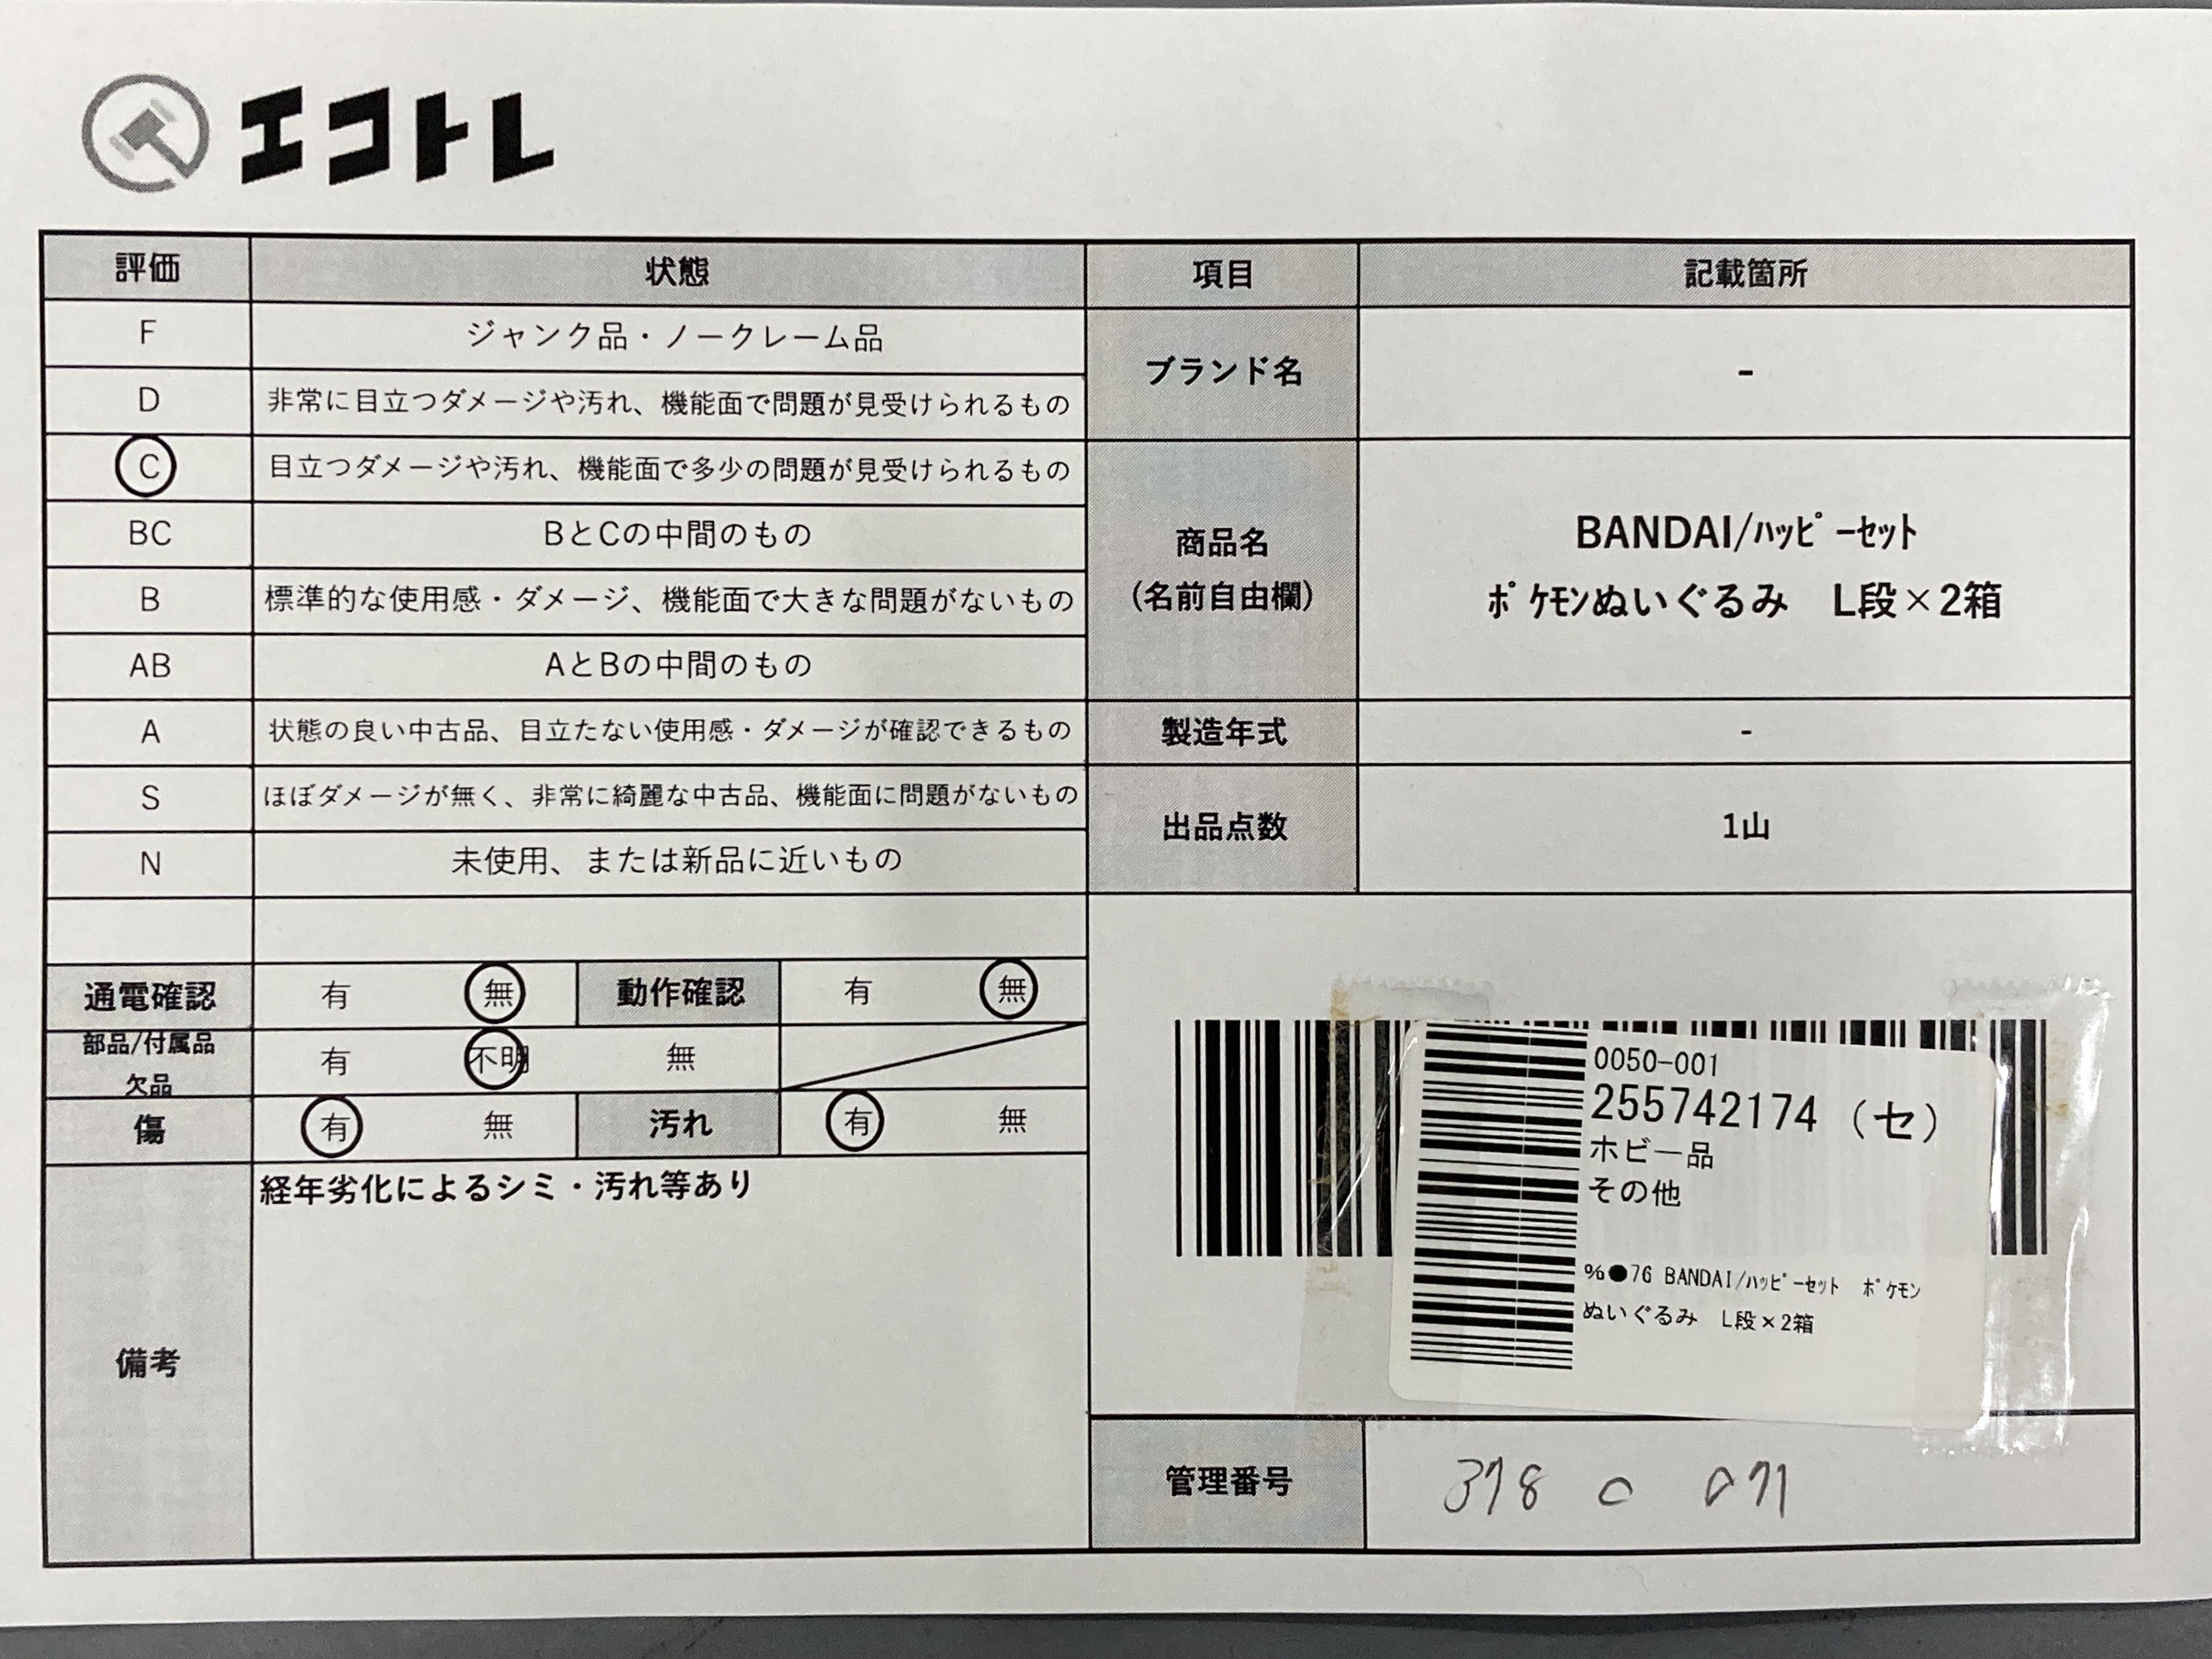 エコトレ
評価 状態 項目 記載箇所
F ジャンク品・ノークレーム品
ブランド名 -
D 非常に目立つダメージや汚れ、機能面で問題が見受けられるもの
C 目立つダメージや汚れ、機能面で多少の問題が見受けられるもの
BC BとCの中間のもの
商品名
(名前自由欄)
BANDAI/ﾊｯﾋﾟｰｾｯﾄ
ﾎﾟｹﾓﾝぬいぐるみ　L段×2箱
B 標準的な使用感・ダメージ、機能面で大きな問題がないもの
AB AとBの中間のもの
A 状態の良い中古品、目立たない使用感・ダメージが確認できるもの
製造年式 -
S ほぼダメージが無く、非常に綺麗な中古品、機能面に問題がないもの
出品点数 1山
N 未使用、または新品に近いもの
通電確認 有 無 動作確認 有 無
部品/付属品
欠品
有 不明 無
傷 有 無 汚れ 有 無
備考
経年劣化によるシミ・汚れ等あり
0050-001
255742174 (セ)
ホビー品
その他
%●76 BANDAI/ﾊｯﾋﾟｰｾｯﾄ　ﾎﾟｹﾓﾝ
ぬいぐるみ　L段×2箱
管理番号 378 0 071